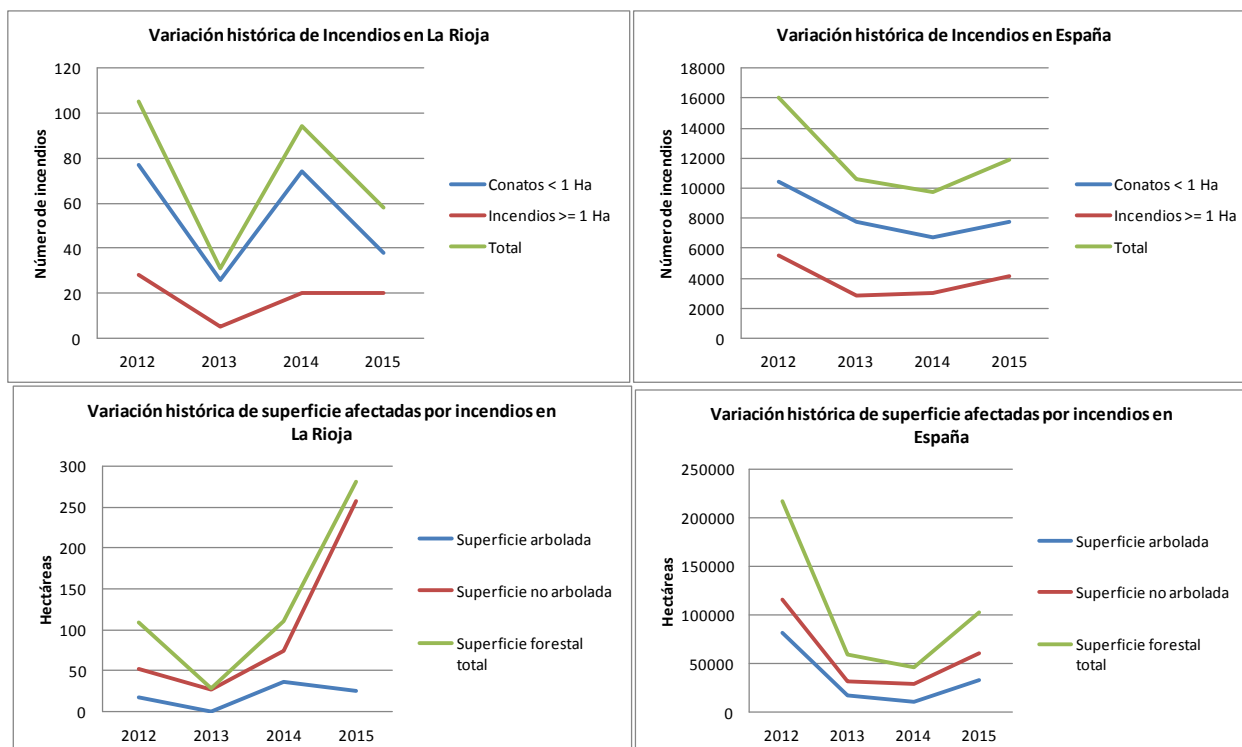 Variación histórica de Incendios en La Rioja
Número de incendios
120
100
80
60
40
20
0
2012 2013 2014 2015
Conatos < 1 Ha
Incendios >= 1 Ha
Total
Variación histórica de Incendios en España
Número de incendios
18000
16000
14000
12000
10000
8000
6000
4000
2000
0
2012 2013 2014 2015
Conatos < 1 Ha
Incendios >= 1 Ha
Total
Variación histórica de superficie afectadas por incendios en
La Rioja
Hectáreas
300
250
200
150
100
50
0
2012 2013 2014 2015
Superficie arbolada
Superficie no arbolada
Superficie forestal
total
Variación histórica de superficie afectadas por incendios en
España
Hectáreas
250000
200000
150000
100000
50000
0
2012 2013 2014 2015
Superficie arbolada
Superficie no arbolada
Superficie forestal
total